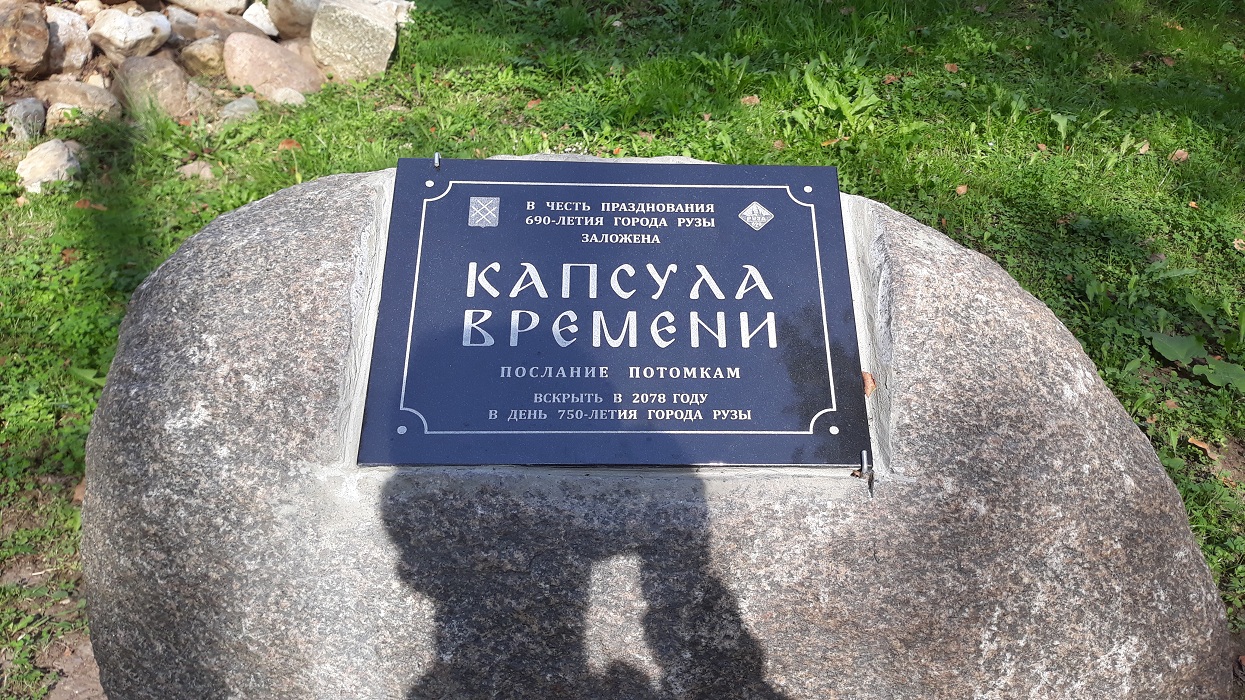 В ЧЕСТЬ ПРАЗДНОВАНИЯ
690-ЛЕТИЯ ГОРОДА РУЗЫ
ЗАЛОЖЕНА
РУЗА
КАПСУЛА
ВРЕМЕНИ
ПОСЛАНИЕ ПОТОМКАМ
ВСКРЫТЬ В 2078 ГОДУ
В ДЕНЬ 750-ЛЕТИЯ ГОРОДА РУЗЫ